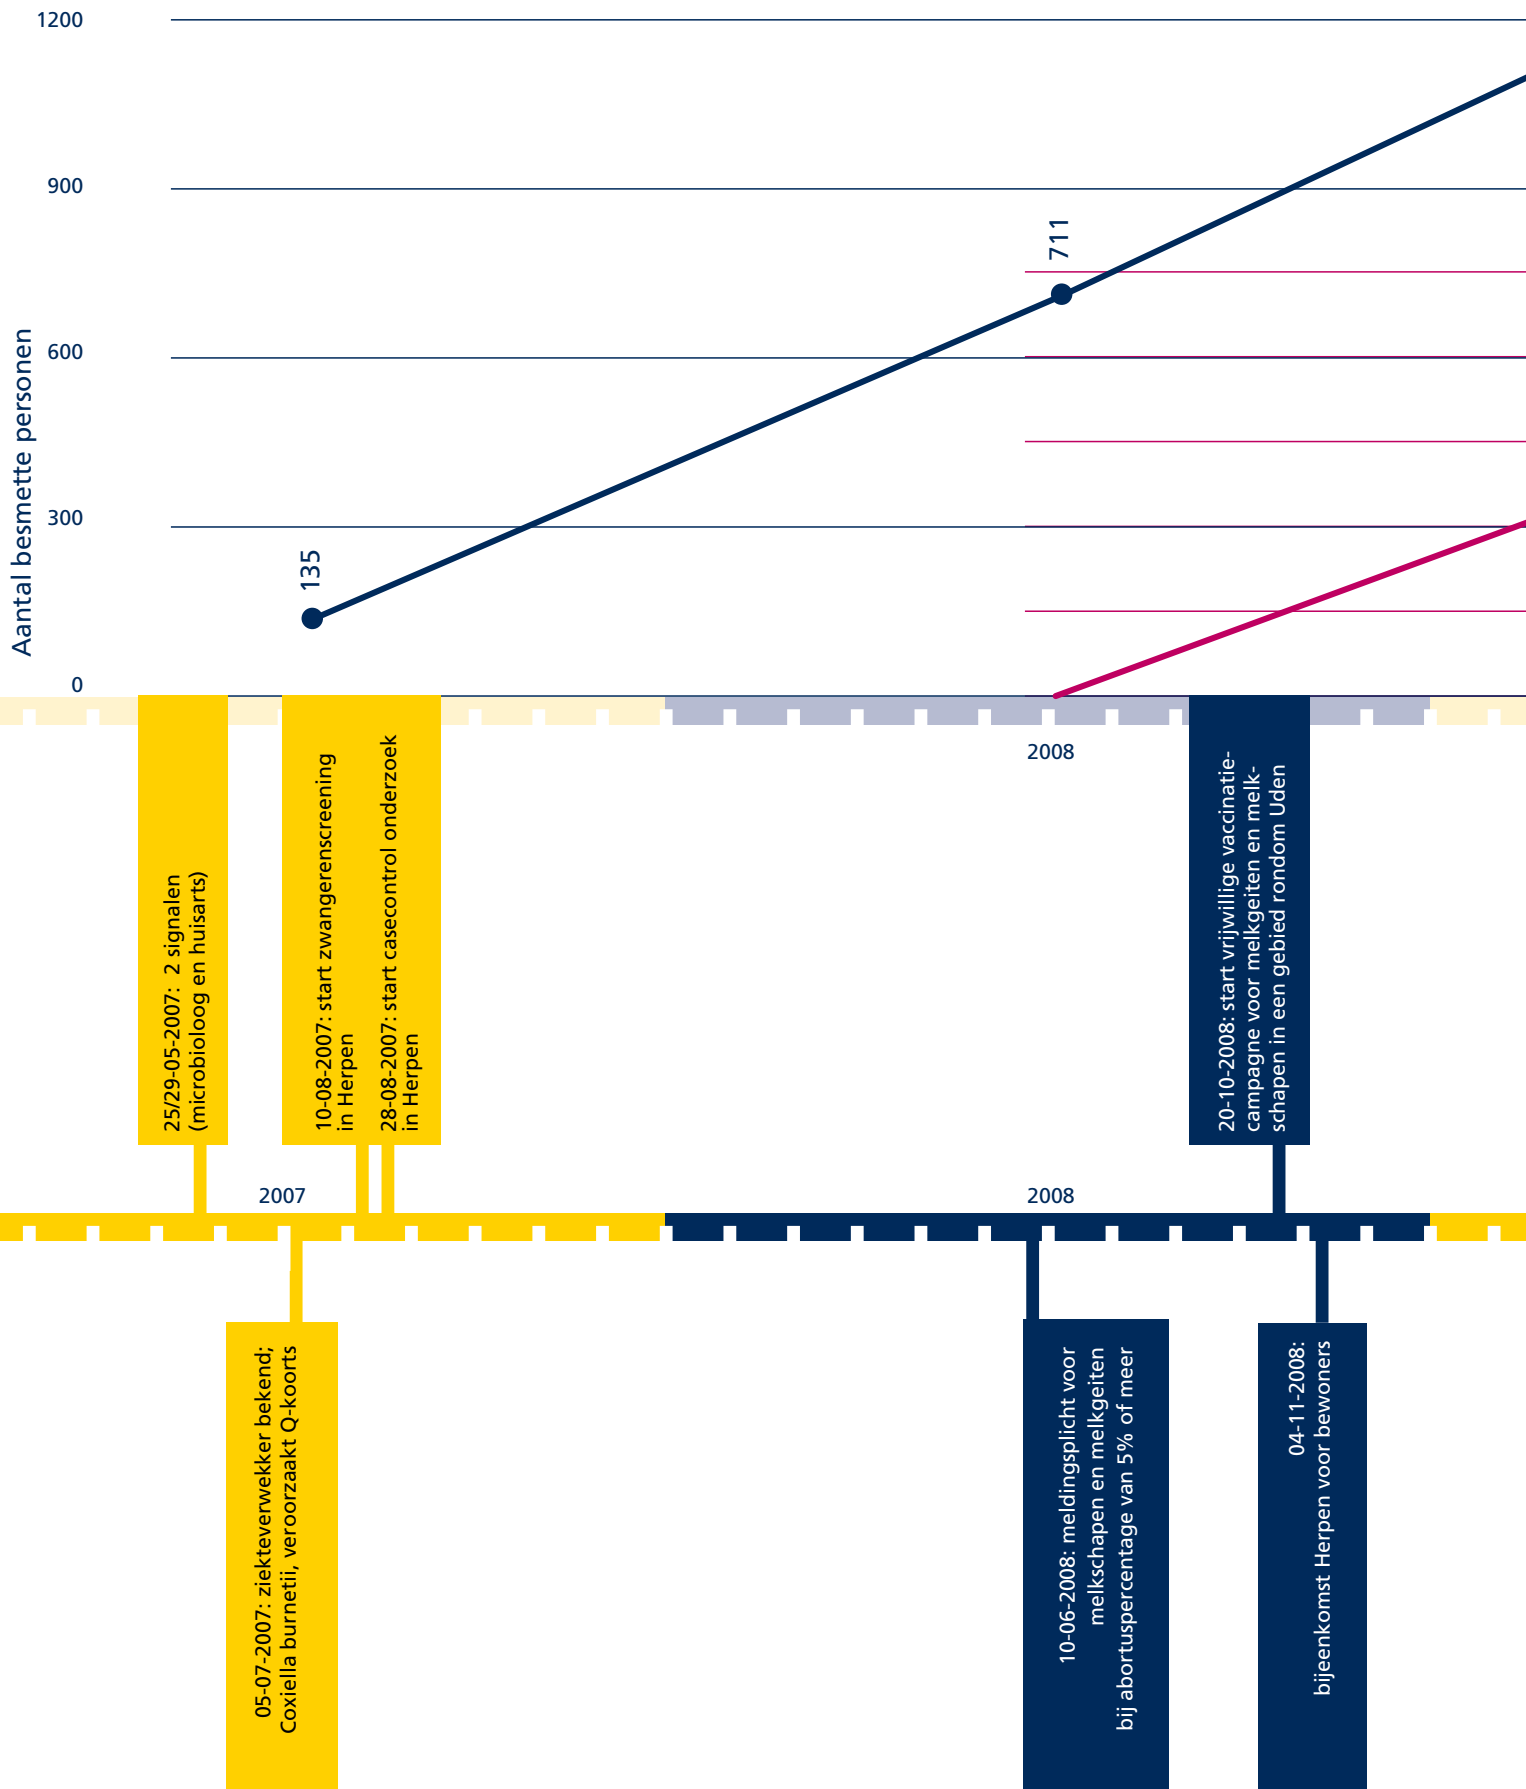 1200
900
600
300
0
Aantal besmette personen
135
711
2008
25/29-05-2007: 2 signalen
(microbioloog en huisarts)
10-08-2007: start zwangerenscreening
in Herpen
28-08-2007: start casecontrol onderzoek
in Herpen
20-10-2008: start vrijwillige vaccinatie-
campagne voor melkgeiten en melk-
schapen in een gebied rondom Uden
2007
2008
05-07-2007: ziekteverwekker bekend;
Coxiella burnetii, veroorzaakt Q-koorts
10-06-2008: meldingsplicht voor
melkschapen en melkgeiten
bij abortuspercentage van 5% of meer
04-11-2008:
bijeenkomst Herpen voor bewoners